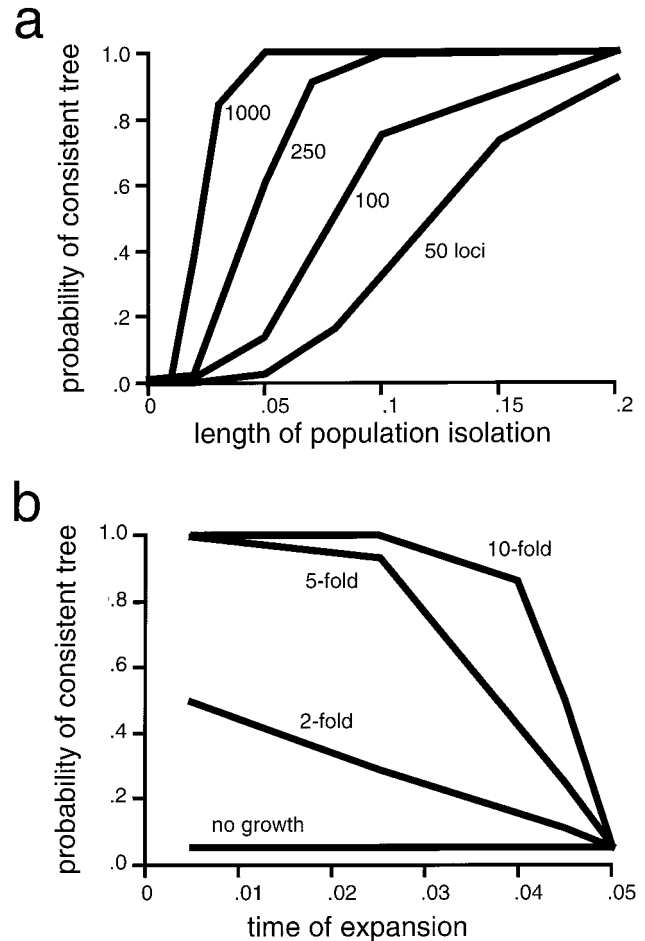 a
probability of consistent tree
1.0
.8
.6
.4
.2
.0
1000
250
100
50 loci
0
.05
.1
.15
.2
length of population isolation
b
probability of consistent tree
1.0
.8
.6
.4
.2
.0
10-fold
5-fold
2-fold
no growth
0
.01
.02
.03
.04
.05
time of expansion